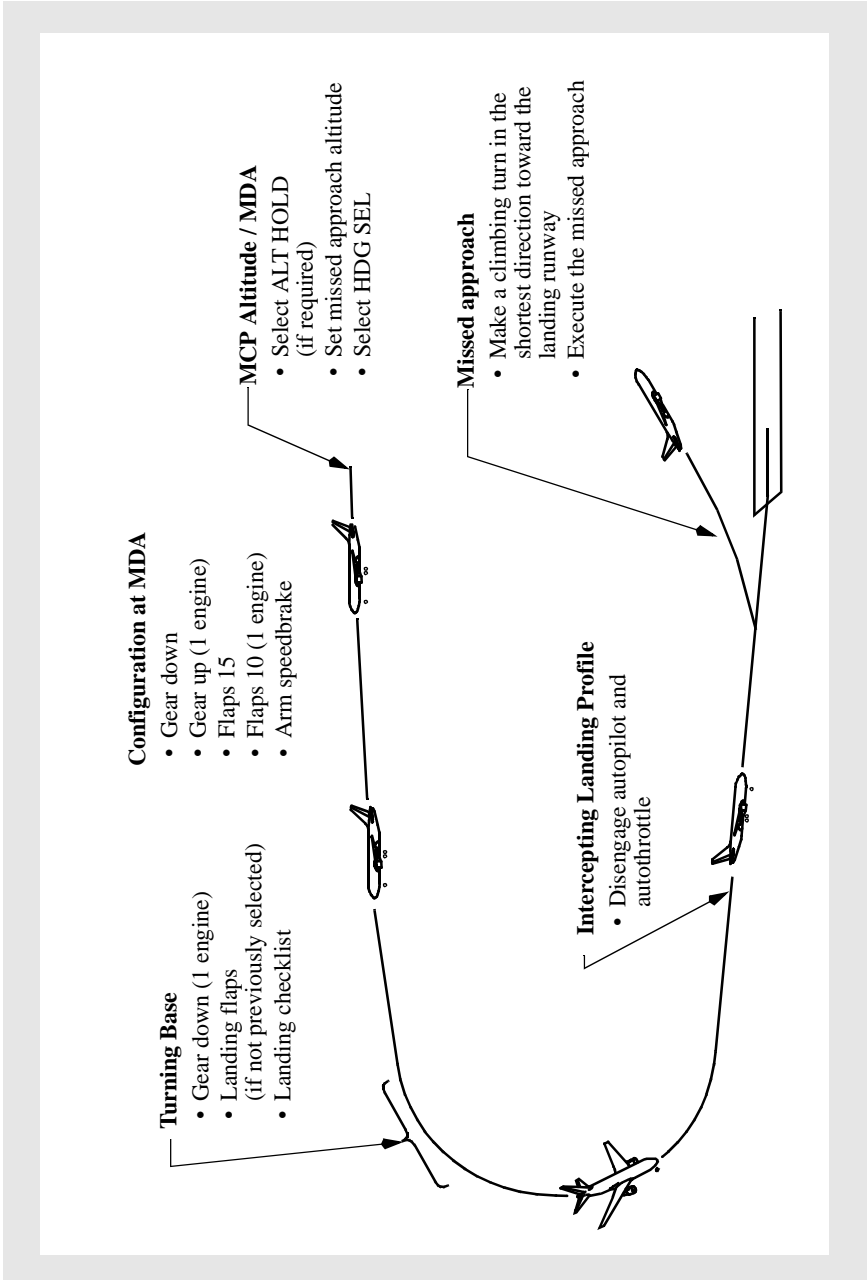 MCP Altitude / MDA
• Select ALT HOLD
(if required)
• Set missed approach altitude
• Select HDG SEL
Configuration at MDA
• Gear down
• Gear up (1 engine)
• Flaps 15
• Flaps 10 (1 engine)
• Arm speedbrake
Turning Base
• Gear down (1 engine)
• Landing flaps
(if not previously selected)
• Landing checklist
Intercepting Landing Profile
• Disengage autopilot and
autothrottle
Missed approach
• Make a climbing turn in the
shortest direction toward the
landing runway
• Execute the missed approach